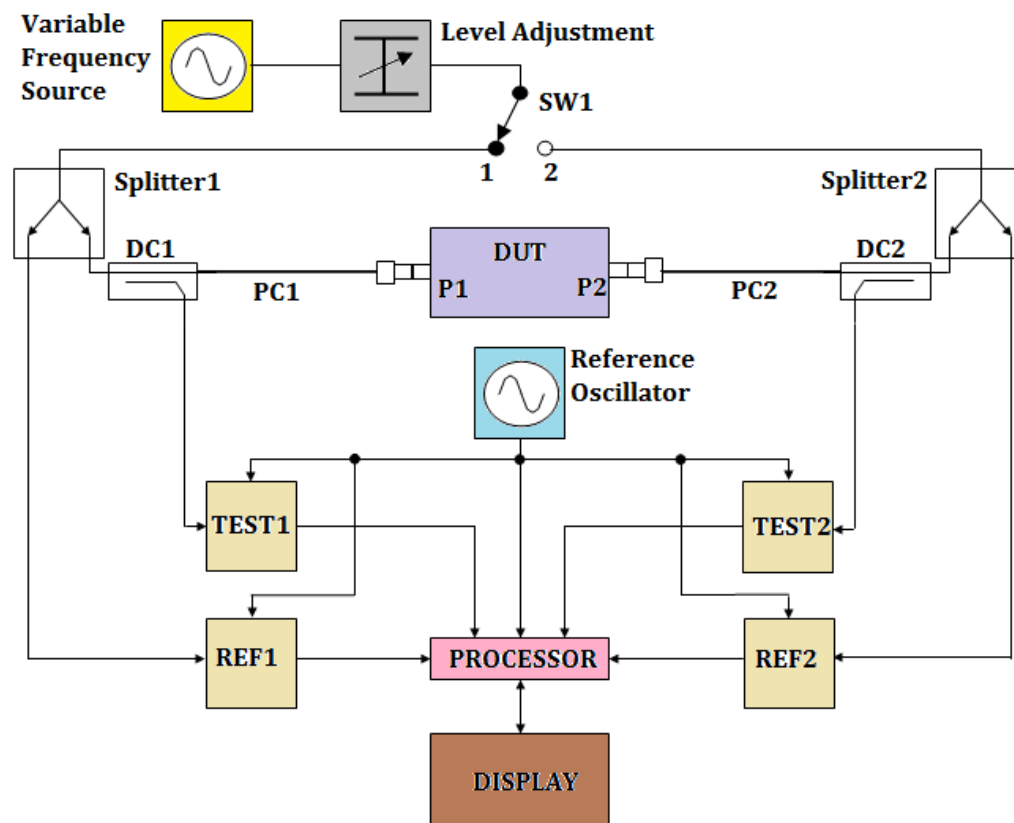 Variable
Frequency
Source
Level Adjustment
SW1
1
2
Splitter1
Splitter2
DC1
DUT
DC2
P1
P2
PC1
PC2
Reference
Oscillator
TEST1
TEST2
REF1
PROCESSOR
REF2
DISPLAY